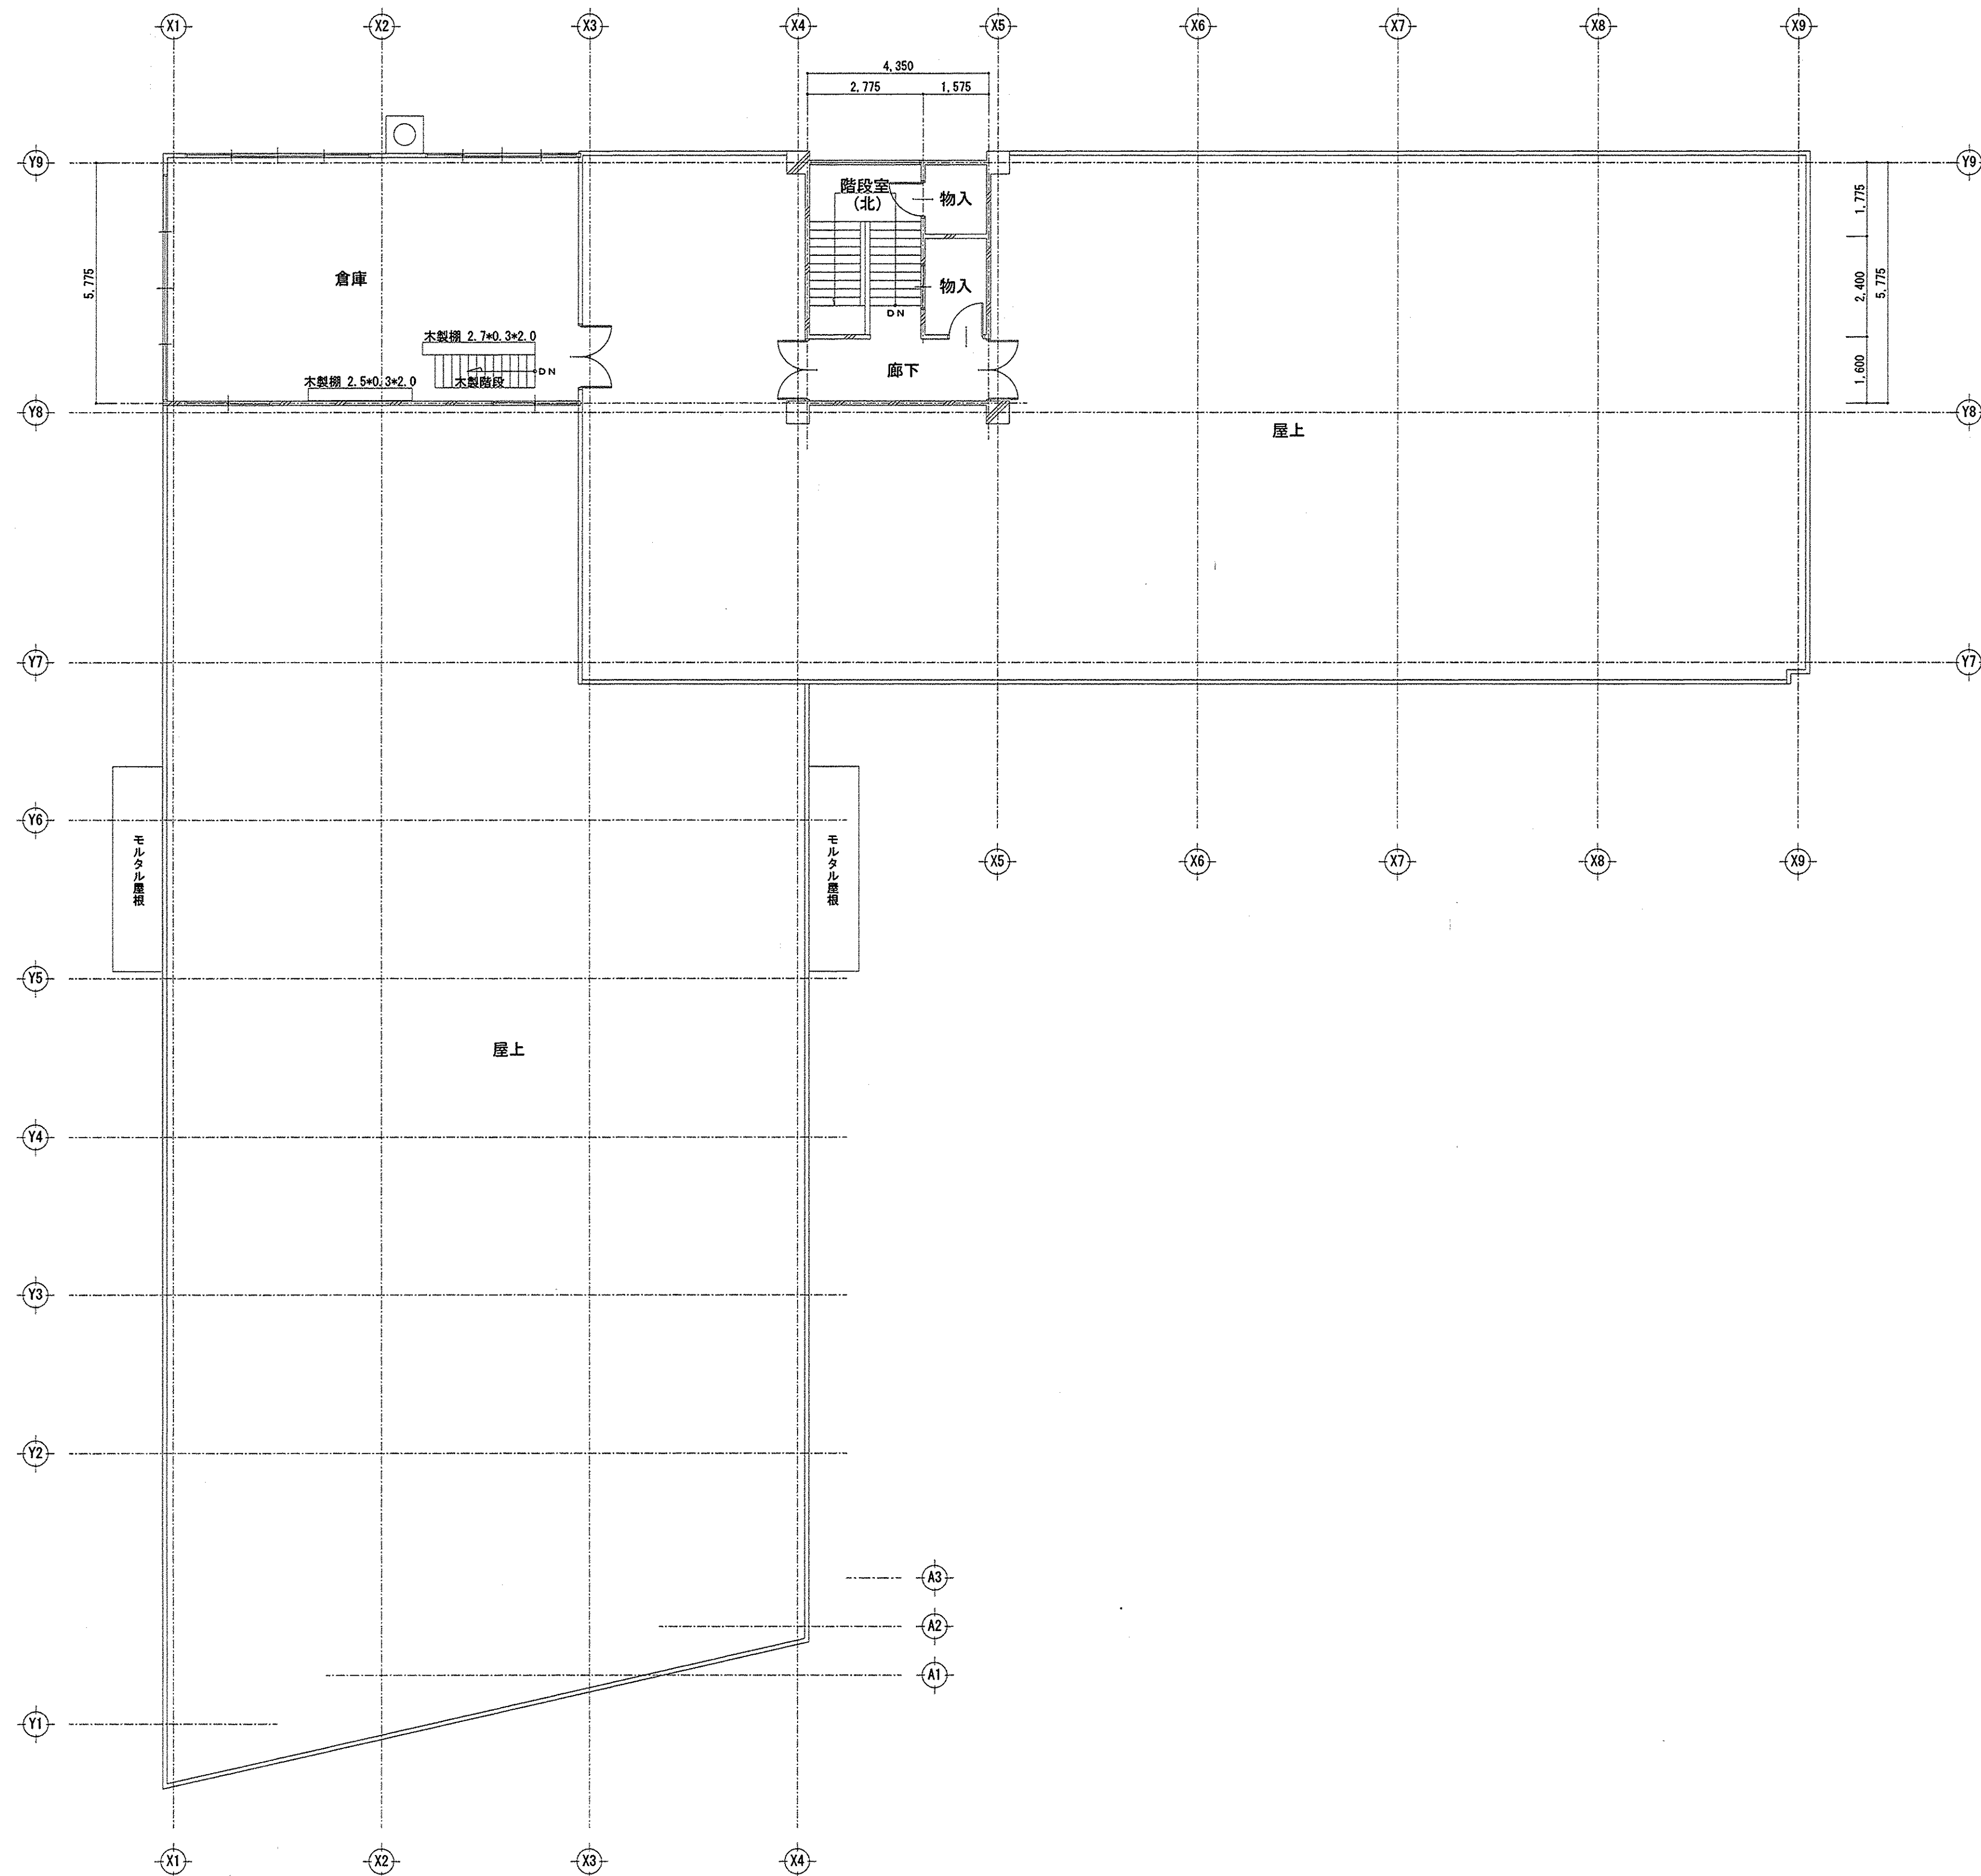 X1 X2 X3 X4 X5 X6 X7 X8 X9
4,350
2,775 1,575
Y9 Y9
階段室
(北)
物入
1,775
5,775
倉庫
物入
2,400
5,775
DN
木製棚 2.7*0.3*2.0
DN
木製階段
木製棚 2.5*0.3*2.0
廊下
1,600
Y8 Y8
屋上
Y7 Y7
Y6
モルタル屋根
モルタル屋根
X5 X6 X7 X8 X9
Y5
屋上
Y4
Y3
Y2
A3
A2
A1
Y1
X1 X2 X3 X4